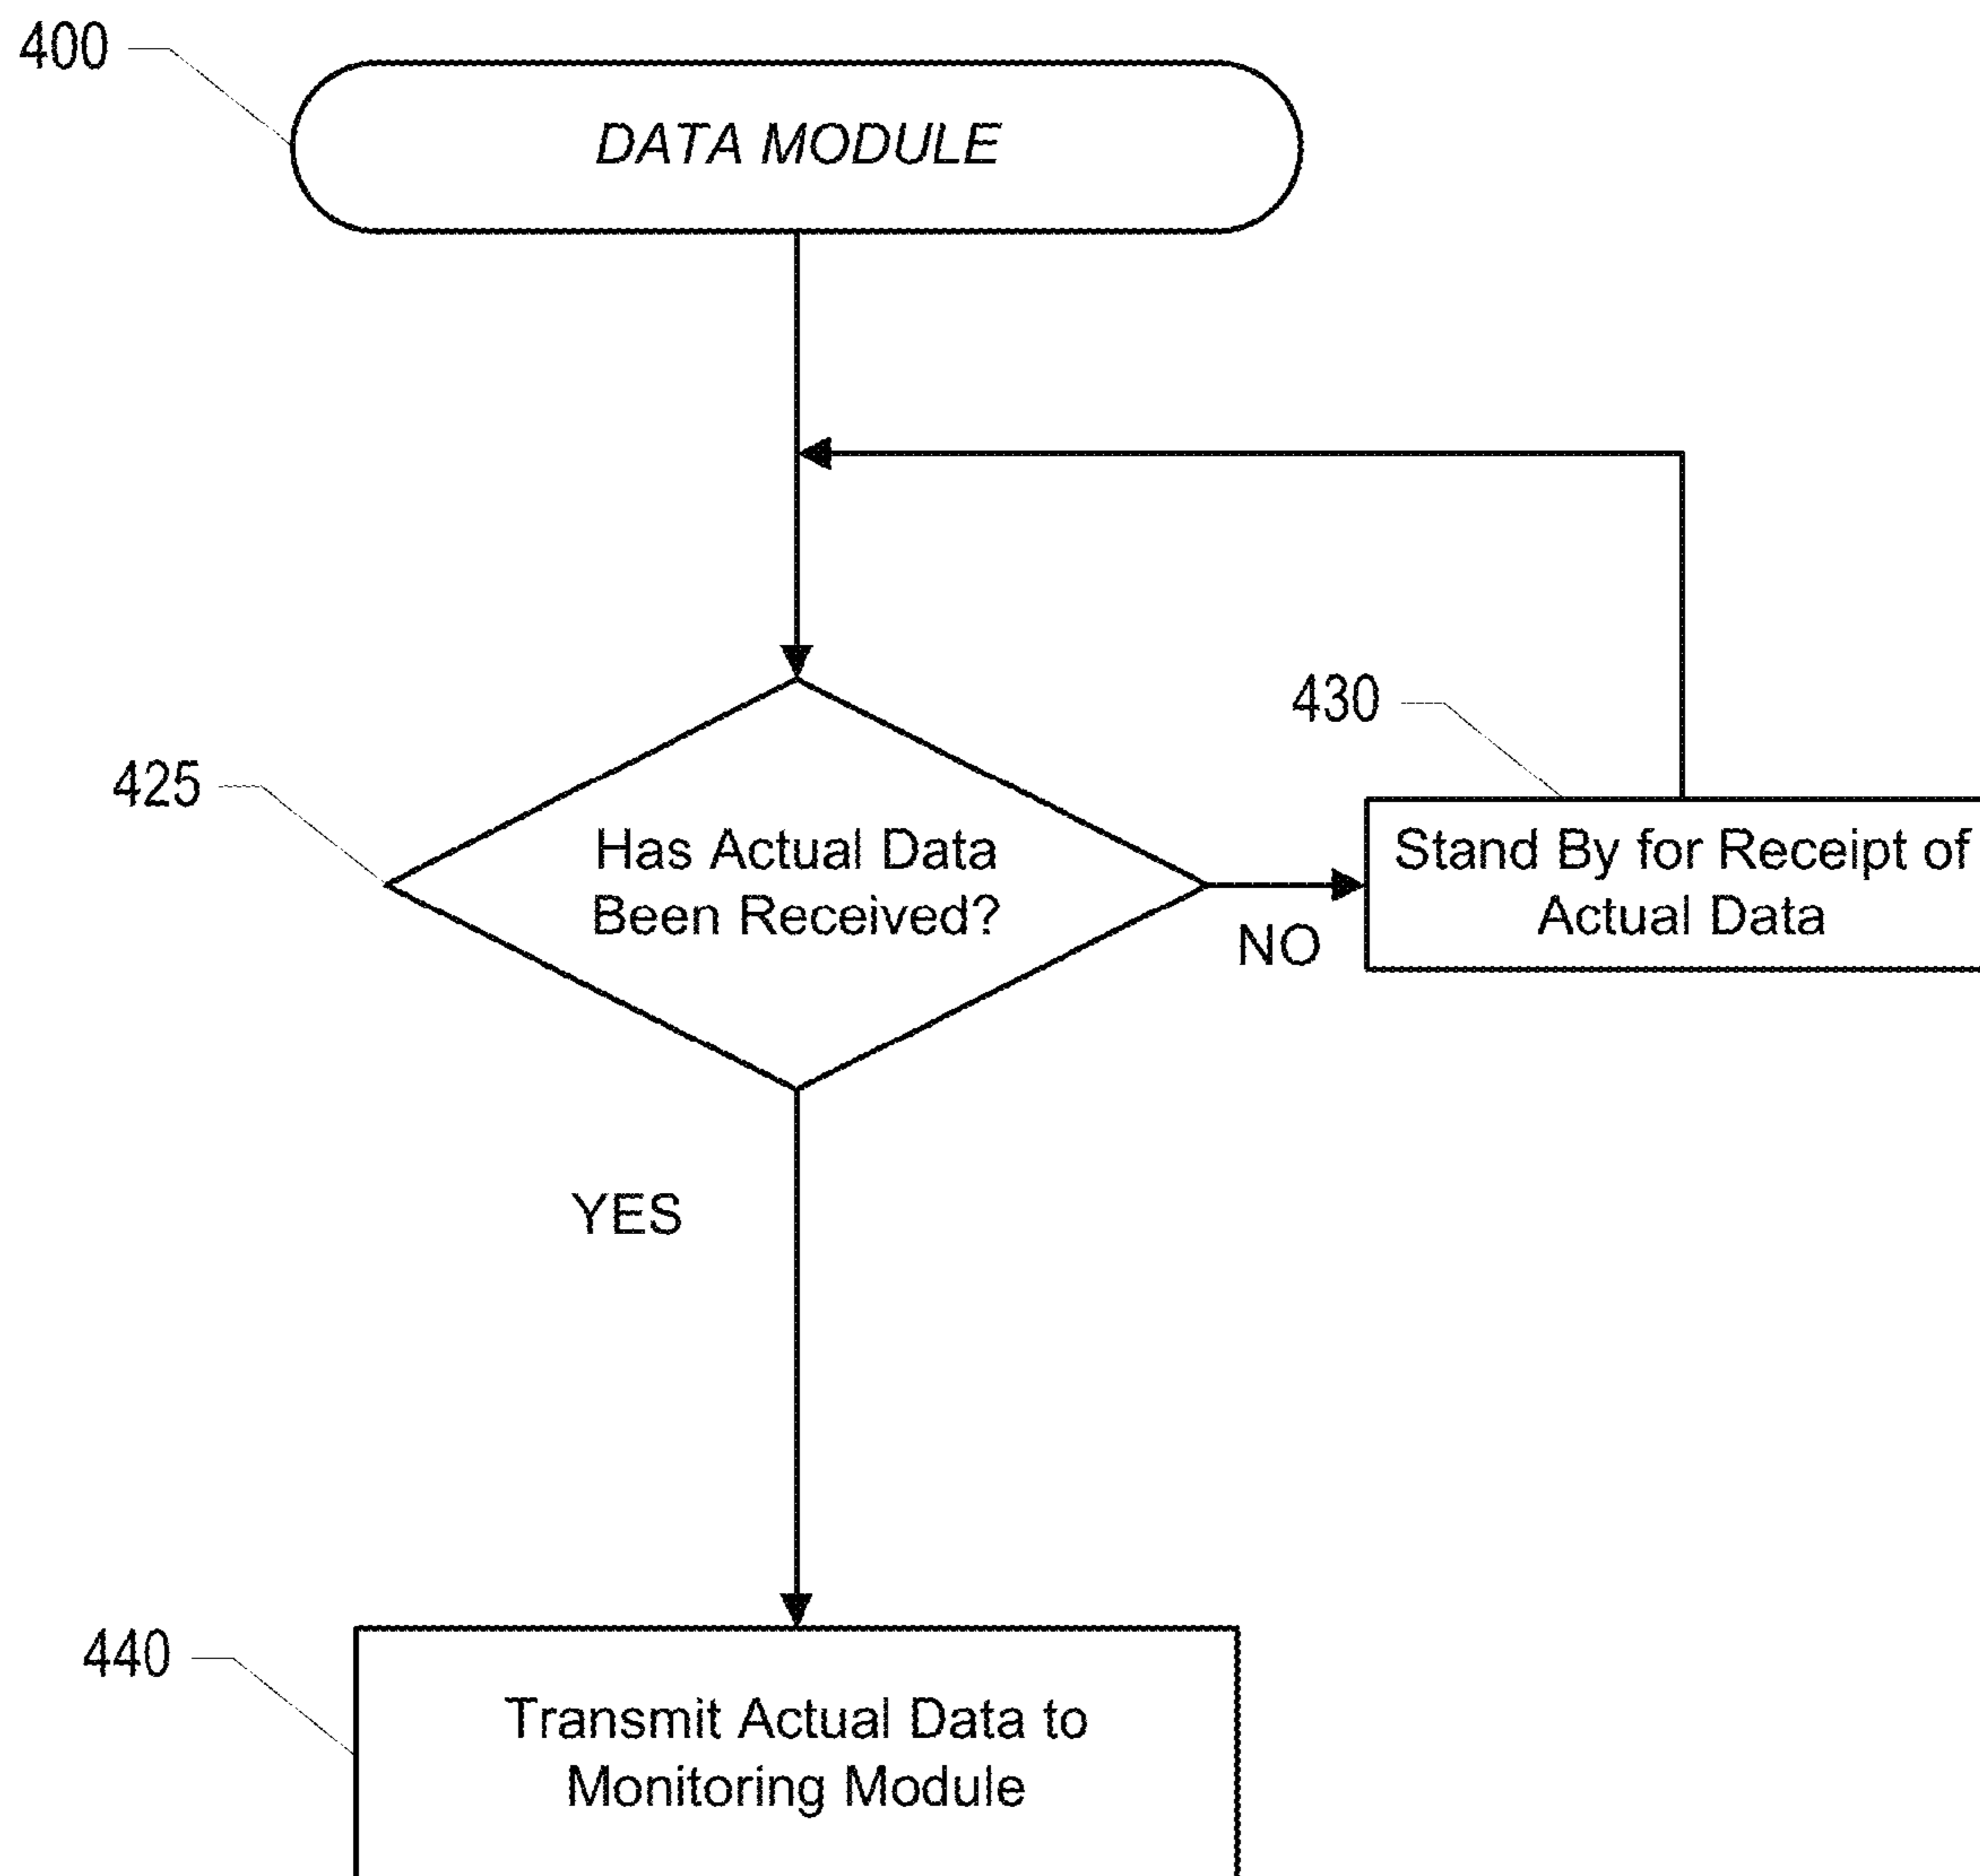 400
DATA MODULE
430
425
Has Actual Data
Been Received?
NO
Stand By for Receipt of
Actual Data
YES
440
Transmit Actual Data to
Monitoring Module